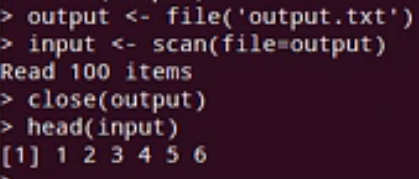 > output <- file('output.txt')
> input <- scan(file=output)
Read 100 items
> close(output)
> head(input)
[1] 1 2 3 4 5 6